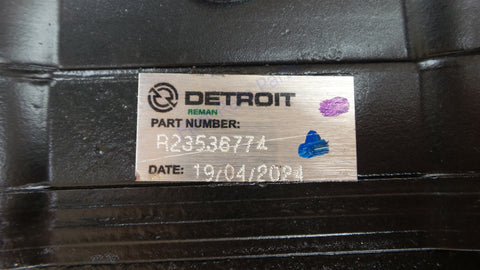 DETROIT
REMAN
PART NUMBER:
R23536774
DATE: 19/04/2024